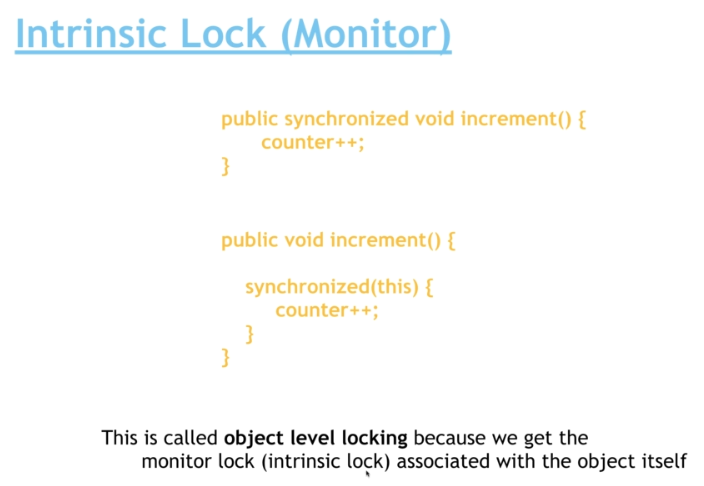 Intrinsic Lock (Monitor)
public synchronized void increment() {
counter++;
}
public void increment() {
synchronized(this) {
counter++;
}
}
This is called object level locking because we get the
monitor lock (intrinsic lock) associated with the object itself